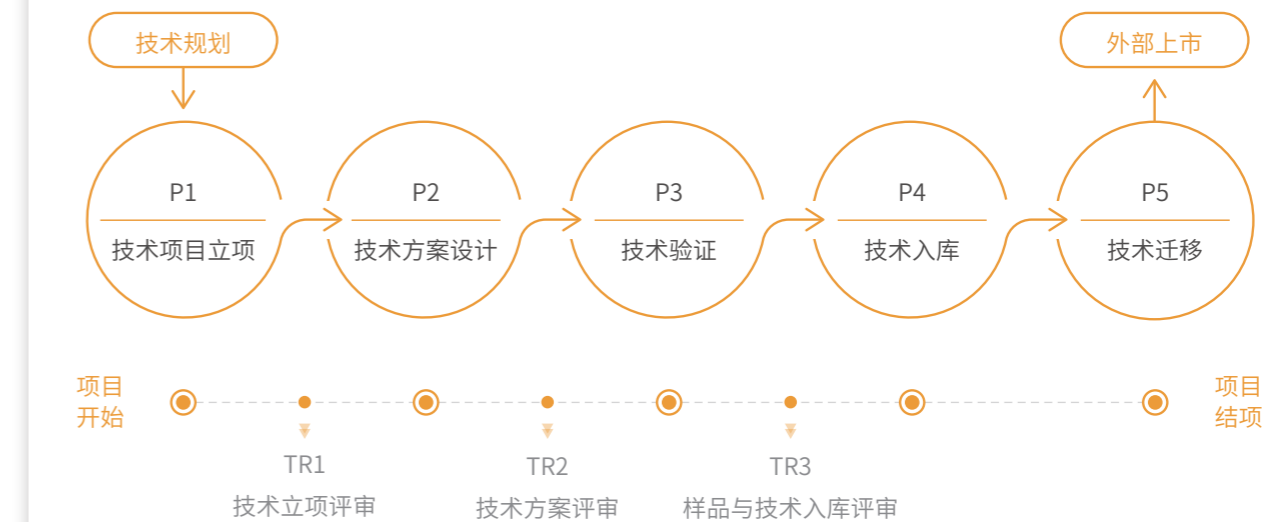 技术规划
外部上市
P1
P2
P3
P4
P5
技术项目立项
技术方案设计
技术验证
技术入库
技术迁移
项目
开始
项目
结项
TR1
TR2
TR3
技术立项评审
技术方案评审
样品与技术入库评审